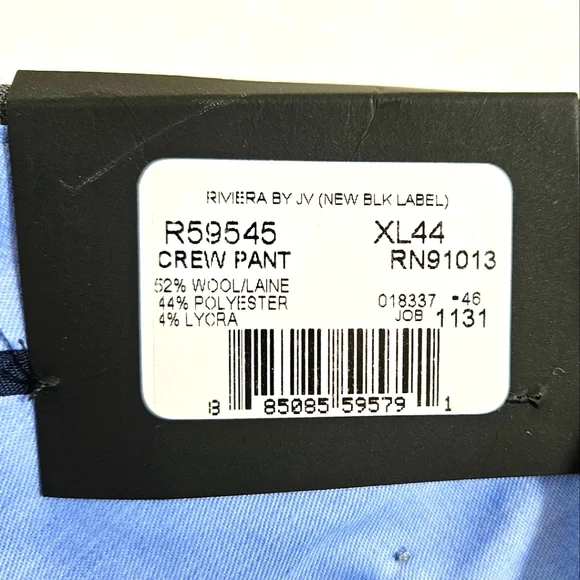 RIVIERA BY JV (NEW BLK LABEL)
R59545 XL44
CREW PANT RN91013
52% WOOL/LAINE
44% POLYESTER 018337 -46
4% LYCRA JOB 1131
8 85085 59579 1